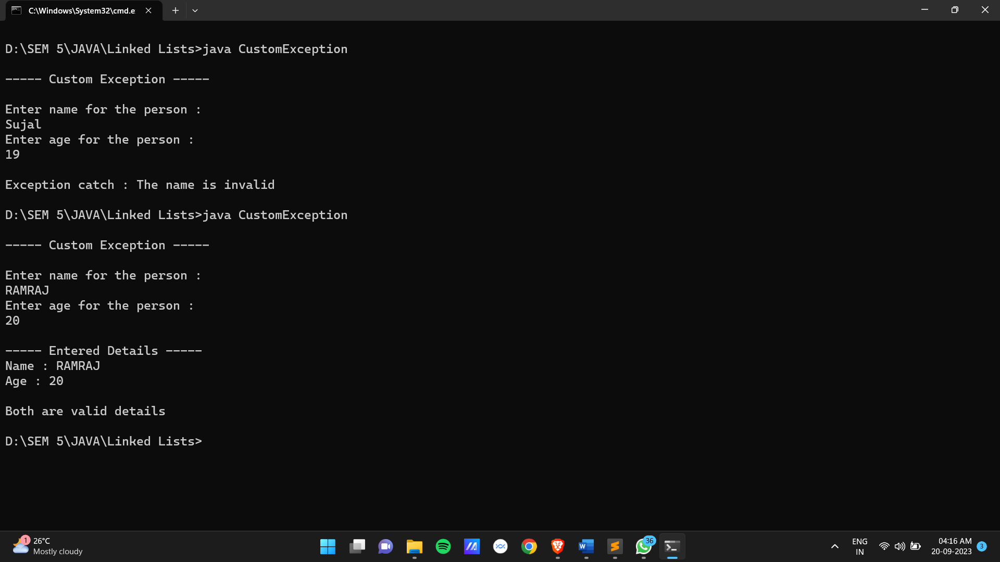 C:\Windows\System32\cmd.e
D:\SEM 5\JAVA\Linked Lists>java CustomException
----- Custom Exception -----
Enter name for the person :
Sujal
Enter age for the person :
19
Exception catch : The name is invalid
D:\SEM 5\JAVA\Linked Lists>java CustomException
----- Custom Exception -----
Enter name for the person :
RAMRAJ
Enter age for the person :
20
----- Entered Details -----
Name : RAMRAJ
Age : 20
Both are valid details
D:\SEM 5\JAVA\Linked Lists>
1
26°C
Mostly cloudy
W
36
ENG
IN
04:16 AM
20-09-2023
3